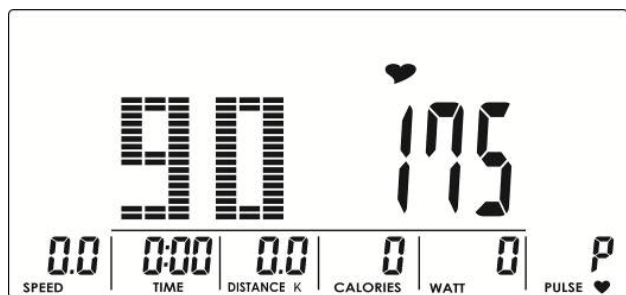 90 175
0.0 0:00 0.0 0 0 P
SPEED TIME DISTANCE K CALORIES WATT PULSE